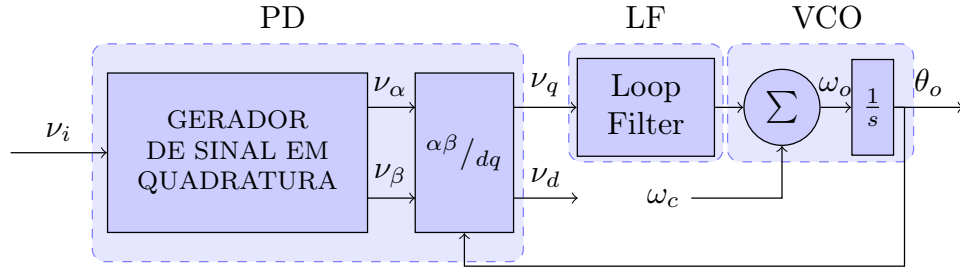 PD
LF
VCO
ν_i
GERADOR
DE SINAL EM
QUADRATURA
ν_α
ν_β
αβ/dq
ν_q
ν_d
Loop
Filter
∑
ω_c
ω_o
1/s
θ_o